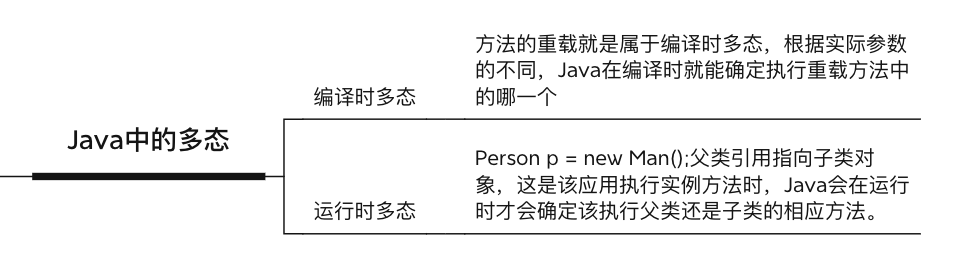 Java中的多态
编译时多态
方法的重载就是属于编译时多态，根据实际参数
的不同，Java在编译时就能确定执行重载方法中
的哪一个
运行时多态
Person p = new Man();父类引用指向子类对
象，这是该应用执行实例方法时，Java会在运行
时才会确定该执行父类还是子类的相应方法。